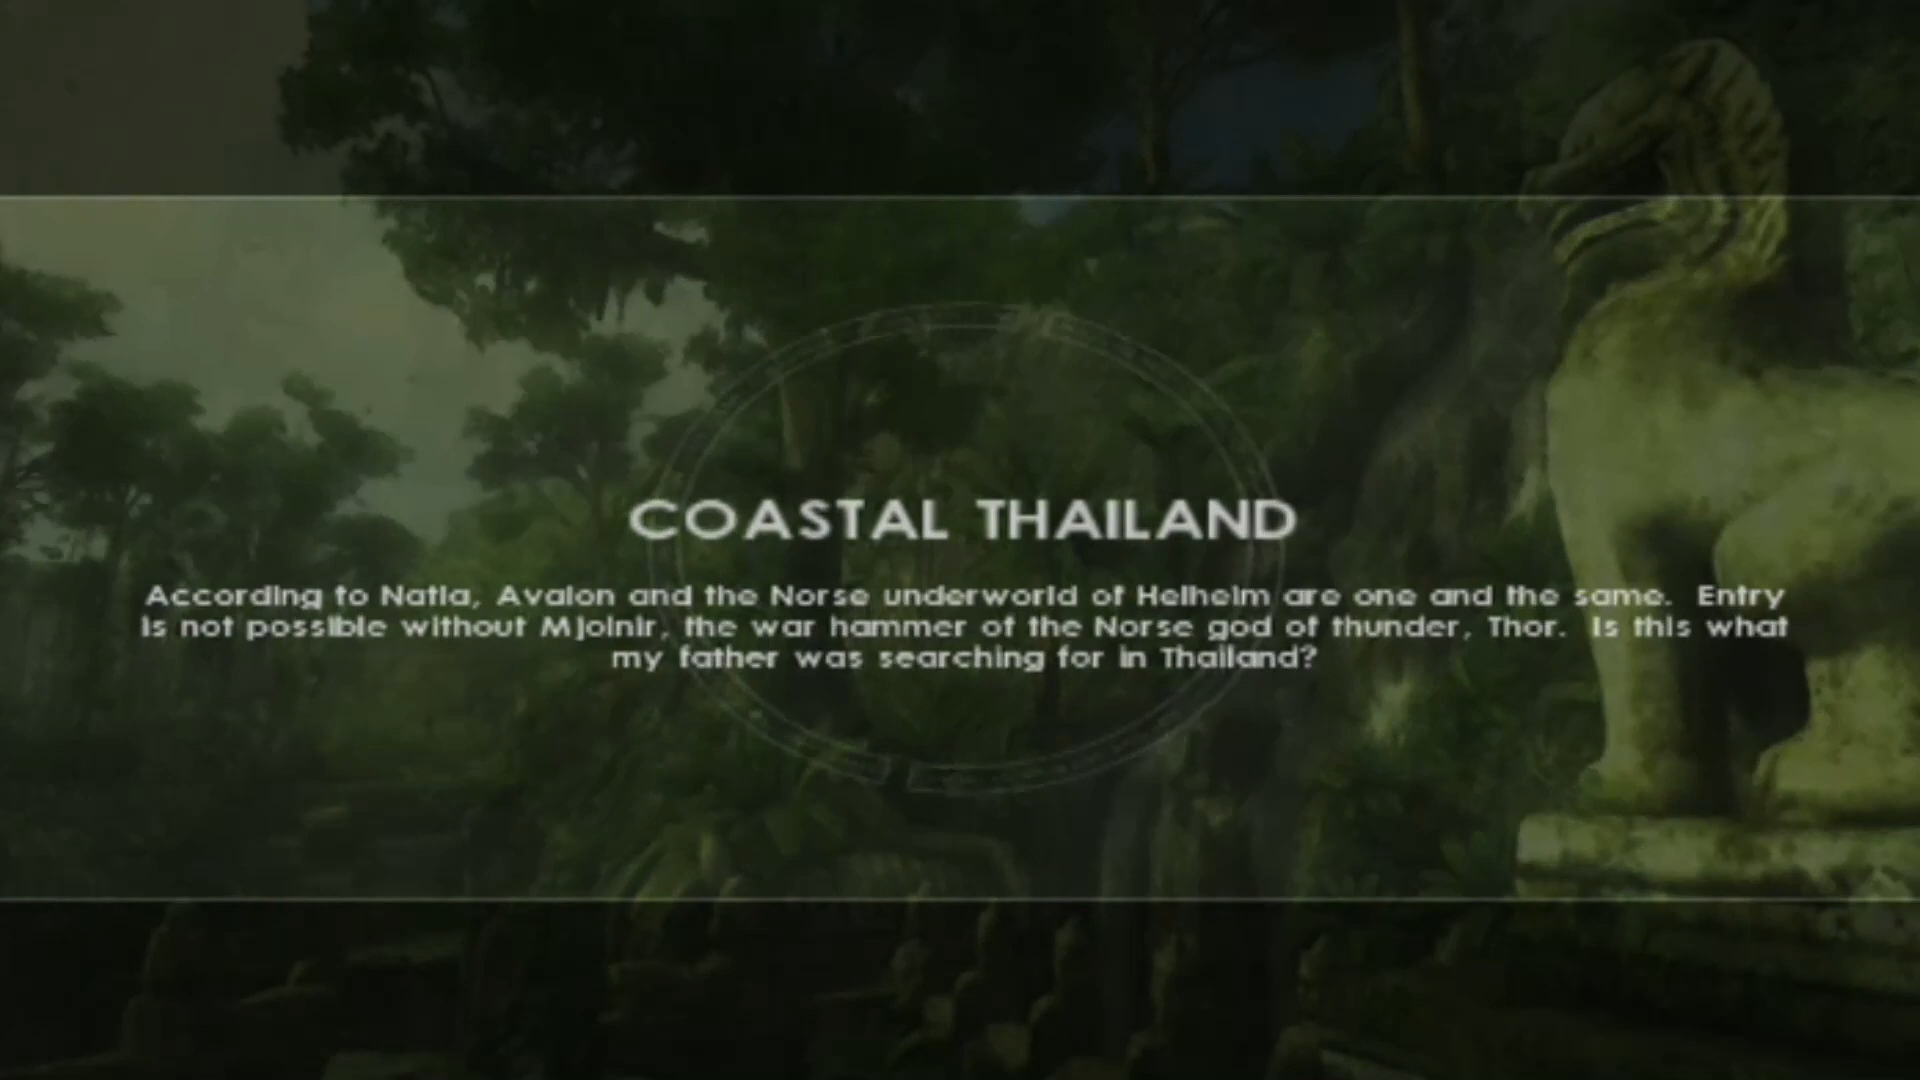 COASTAL THAILAND
According to Natla, Avalon and the Norse underworld of Helheim are one and the same.  Entry
is not possible without Mjolnir, the war hammer of the Norse god of thunder, Thor.  Is this what
my father was searching for in Thailand?